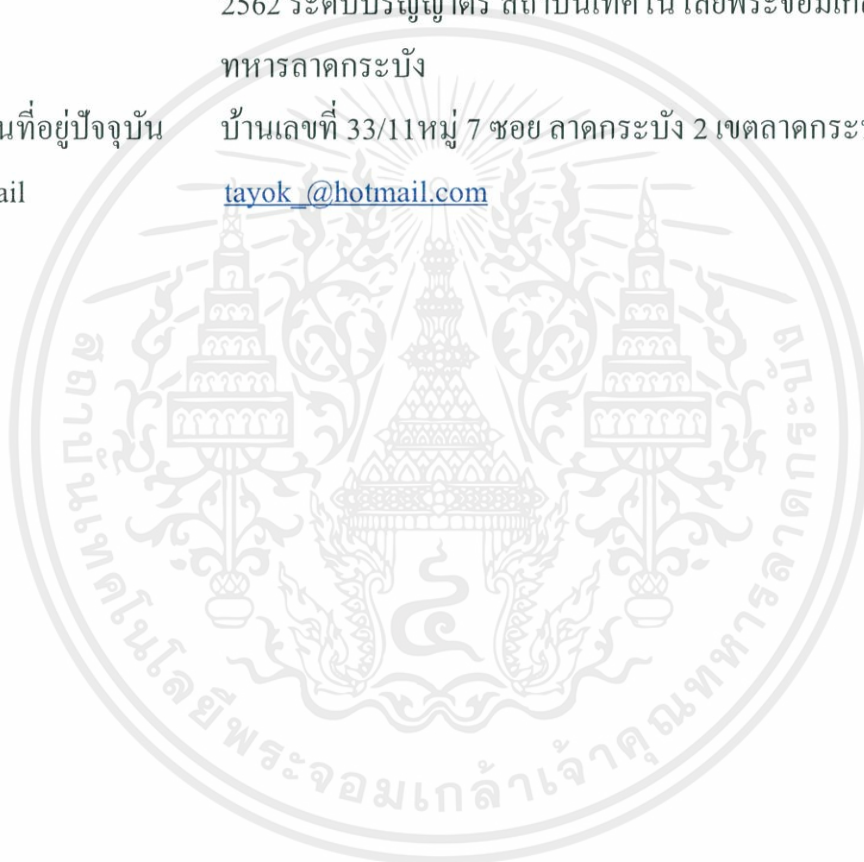 2562 ระดับปริญญาตรี สถาบันเทคโนโลยีพระจอมเกล
ทหารลาดกระบัง
นที่อยู่ปัจจุบัน บ้านเลขที่ 33/11หมู่ 7 ซอย ลาดกระบัง 2 เขตลาดกระ
ail tayok_@hotmail.com
สถาบันเทคโนโลยีพระจอมเกล้าเจ้าคุณทหารลาดกระบัง
๔